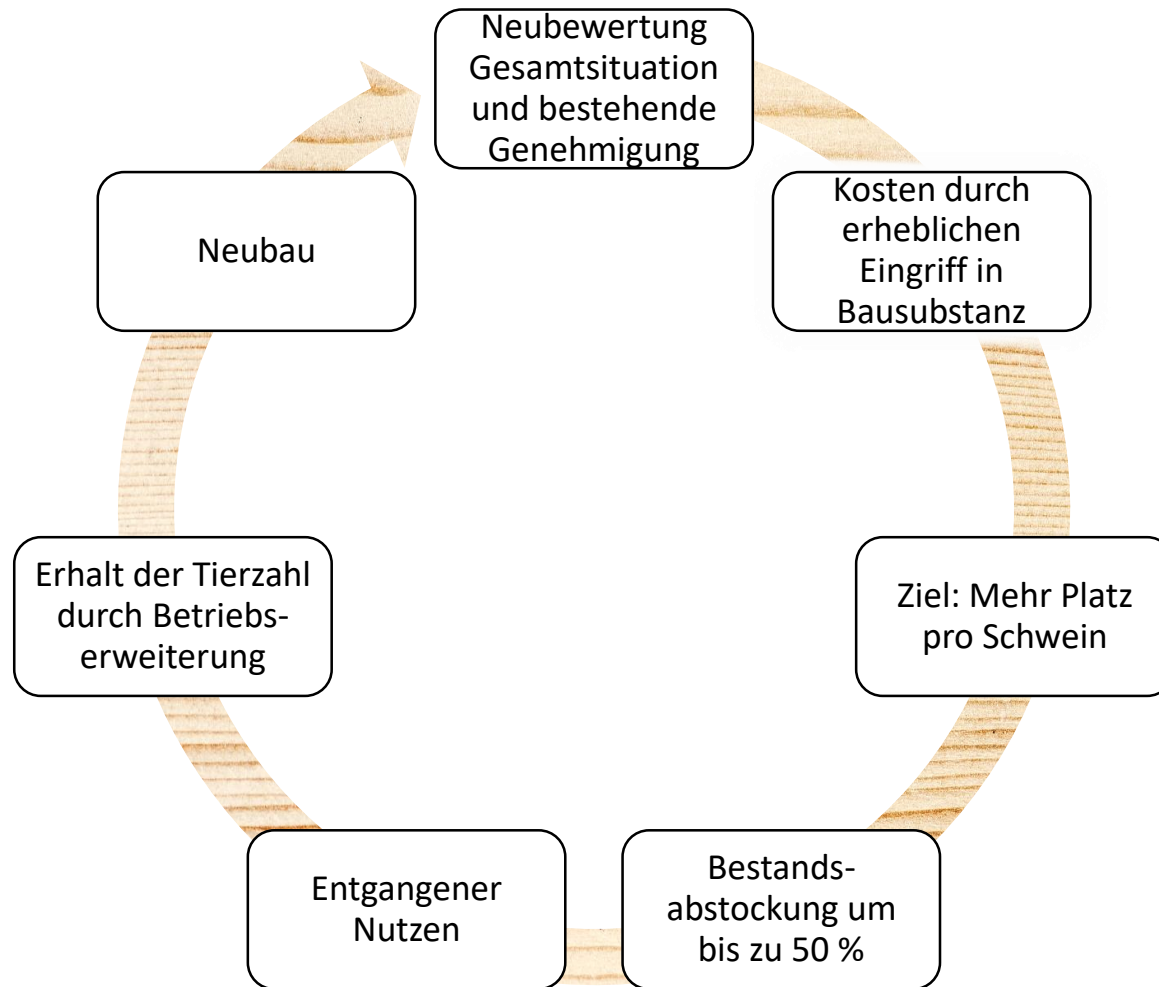 Neubewertung
Gesamtsituation
und bestehende
Genehmigung
Kosten durch
erheblichen
Eingriff in
Bausubstanz
Ziel: Mehr Platz
pro Schwein
Bestands-
abstockung um
bis zu 50 %
Entgangener
Nutzen
Erhalt der Tierzahl
durch Betriebs-
erweiterung
Neubau